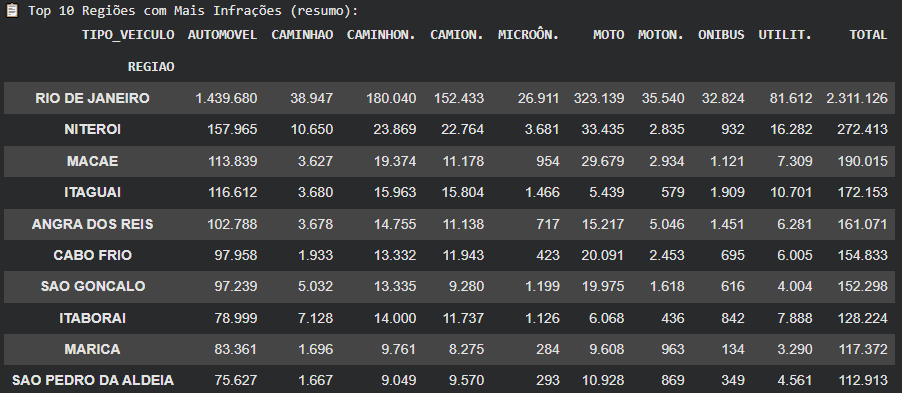 📋 Top 10 Regiões com Mais Infrações (resumo):
TIPO_VEICULO AUTOMOVEL CAMINHAO CAMINHON. CAMION. MICROÔN. MOTO MOTON. ONIBUS UTILIT. TOTAL
REGIAO
RIO DE JANEIRO 1.439.680 38.947 180.040 152.433 26.911 323.139 35.540 32.824 81.612 2.311.126
NITEROI 157.965 10.650 23.869 22.764 3.681 33.435 2.835 932 16.282 272.413
MACAE 113.839 3.627 19.374 11.178 954 29.679 2.934 1.121 7.309 190.015
ITAGUAI 116.612 3.680 15.963 15.804 1.466 5.439 579 1.909 10.701 172.153
ANGRA DOS REIS 102.788 3.678 14.755 11.138 717 15.217 5.046 1.451 6.281 161.071
CABO FRIO 97.958 1.933 13.332 11.943 423 20.091 2.453 695 6.005 154.833
SAO GONCALO 97.239 5.032 13.335 9.280 1.199 19.975 1.618 616 4.004 152.298
ITABORAI 78.999 7.128 14.000 11.737 1.126 6.068 436 842 7.888 128.224
MARICA 83.361 1.696 9.761 8.275 284 9.608 963 134 3.290 117.372
SAO PEDRO DA ALDEIA 75.627 1.667 9.049 9.570 293 10.928 869 349 4.561 112.913